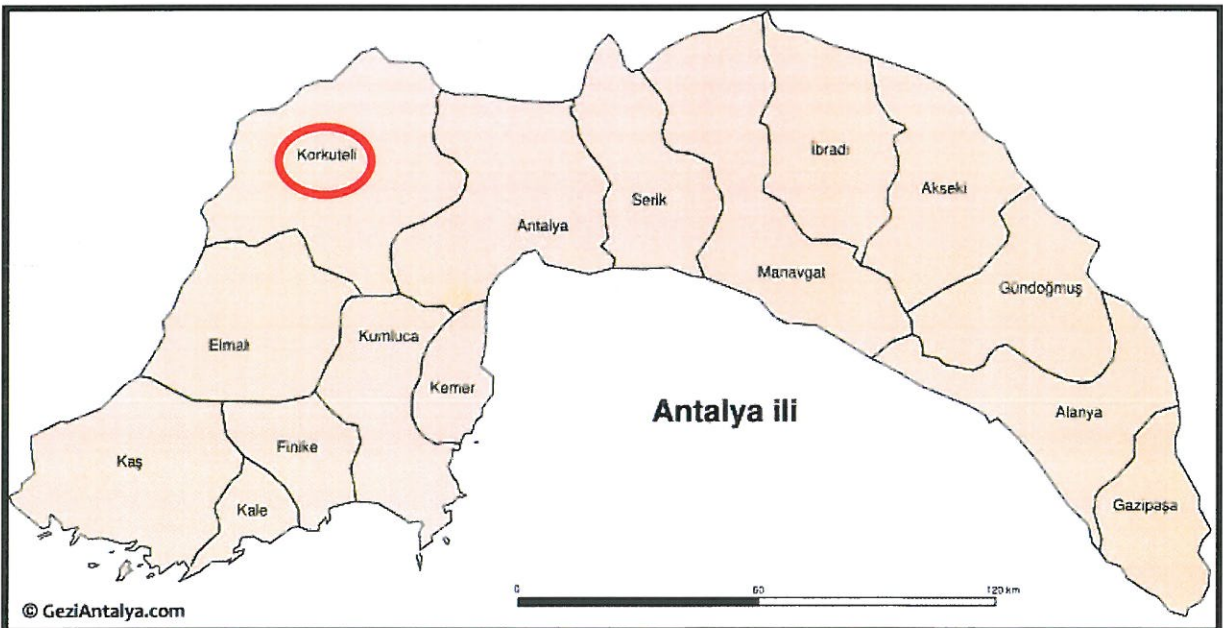 Korkuteli
İbradı
Akseki
Serik
Antalya
Manavgat
Gündoğmuş
Elmalı
Kumluca
Kemer
Antalya ili
Alanya
Kaş
Finike
Kale
Gazipaşa
0 60 120 km
© GeziAntalya.com